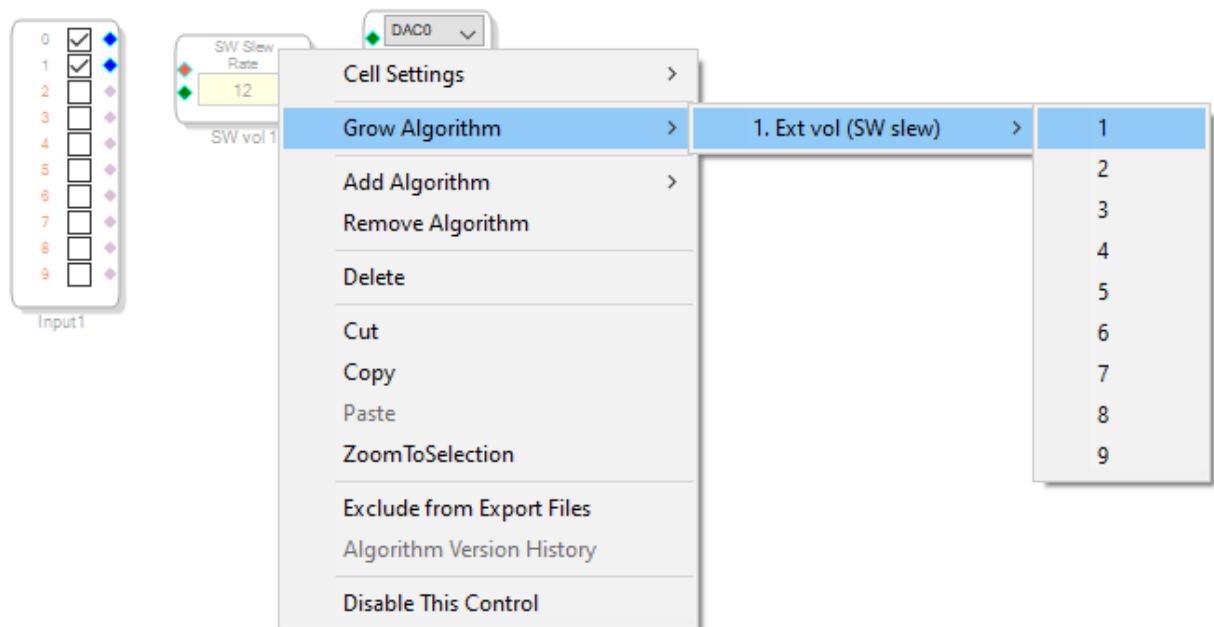 0
1
2
3
4
5
6
7
8
9
Input1
SW Slew
Rate
12
SW vol 1
DAC0
Cell Settings
Grow Algorithm
Add Algorithm
Remove Algorithm
Delete
Cut
Copy
Paste
ZoomToSelection
Exclude from Export Files
Algorithm Version History
Disable This Control
1. Ext vol (SW slew)
1
2
3
4
5
6
7
8
9